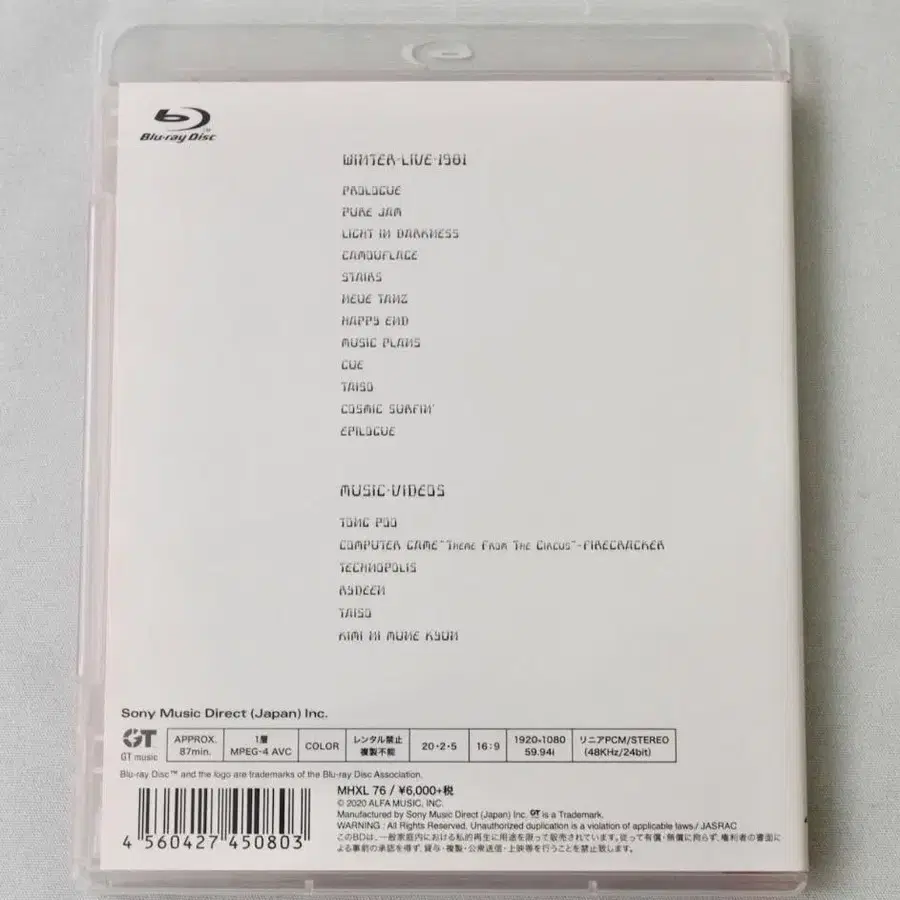 Blu-ray Disc™
WINTER·LIVE·1981
PROLOGUE
PURE JAM
LIGHT IN DARKNESS
CAMOUFLAGE
STAIRS
NEUE TANZ
HAPPY END
MUSIC PLANS
CUE
TAISO
COSMIC SURFIN'
EPILOGUE
MUSIC·VIDEOS
TONG POO
COMPUTER GAME "THEME FROM THE CIRCUS"-FIRECRACKER
TECHNOPOLIS
RYDEEN
TAISO
KIMI NI MUNE KYUN
Sony Music Direct (Japan) Inc.
GT GT music
APPROX. 87min.
1層 MPEG-4 AVC
COLOR
レンタル禁止 複製不能
20・2・5
16:9
1920×1080 59.94i
リニアPCM/STEREO (48KHz/24bit)
Blu-ray Disc™ and the logo are trademarks of the Blu-ray Disc Association.
MHXL 76 / ¥6,000+税
© 2020 ALFA MUSIC, INC.
Manufactured by Sony Music Direct (Japan) Inc. GT is a Trademark.
WARNING : All Rights Reserved. Unauthorized duplication is a violation of applicable laws./ JASRAC
このBDは、一般家庭内における私的再生に用途を限って販売されています。従って有償・無償に拘らず、権利者の書面に
よる事前の承認を得ず、貸与・複製・公衆送信・上映等を行うことを禁止致します。
4 560427 450803